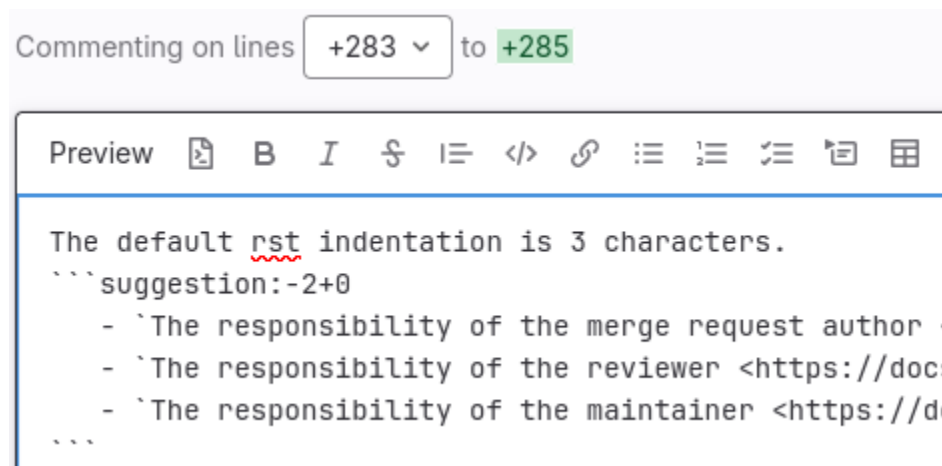 Commenting on lines +283 to +285
Preview
The default rst indentation is 3 characters.
```suggestion:-2+0
   - `The responsibility of the merge request author <
   - `The responsibility of the reviewer <https://docs
   - `The responsibility of the maintainer <https://d
```